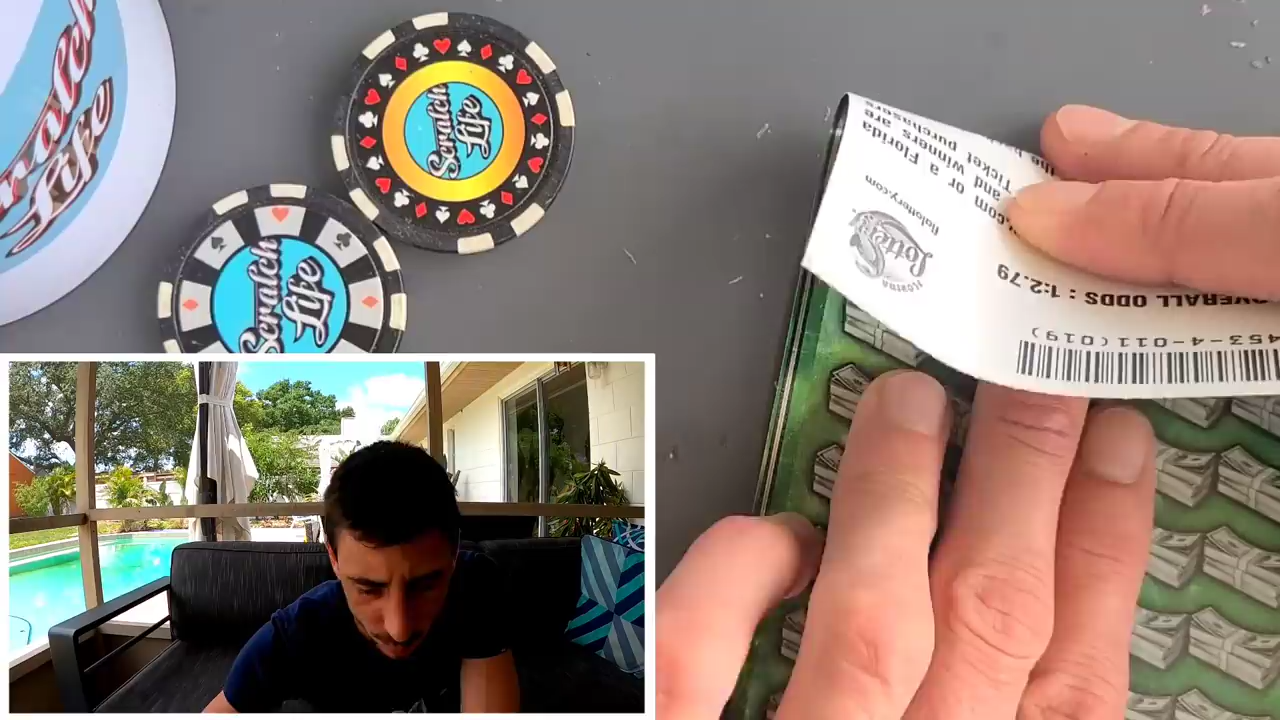 Scratch
Life
Scratch
Life
Scratch
Life
purchasers
Ticket
and winners are
.com or a Florida
flalottery.com
FLORIDA
Lottery
OVERALL ODDS : 1:2.79
453-4-011(019)